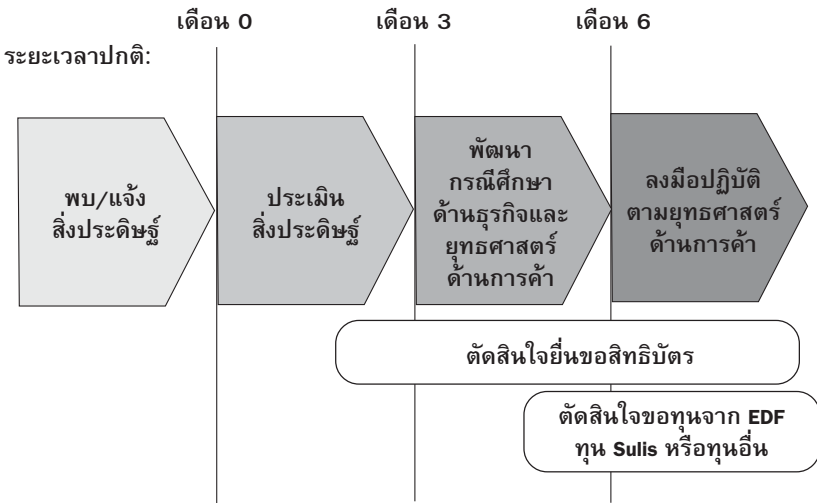 เดือน 0 เดือน 3 เดือน 6
ระยะเวลาปกติ:
พบ/แจ้ง
สิ่งประดิษฐ์
ประเมิน
สิ่งประดิษฐ์
พัฒนา
กรณีศึกษา
ด้านธุรกิจและ
ยุทธศาสตร์
ด้านการค้า
ลงมือปฏิบัติ
ตามยุทธศาสตร์
ด้านการค้า
ตัดสินใจยื่นขอสิทธิบัตร
ตัดสินใจขอทุนจาก EDF
ทุน Sulis หรือทุนอื่น